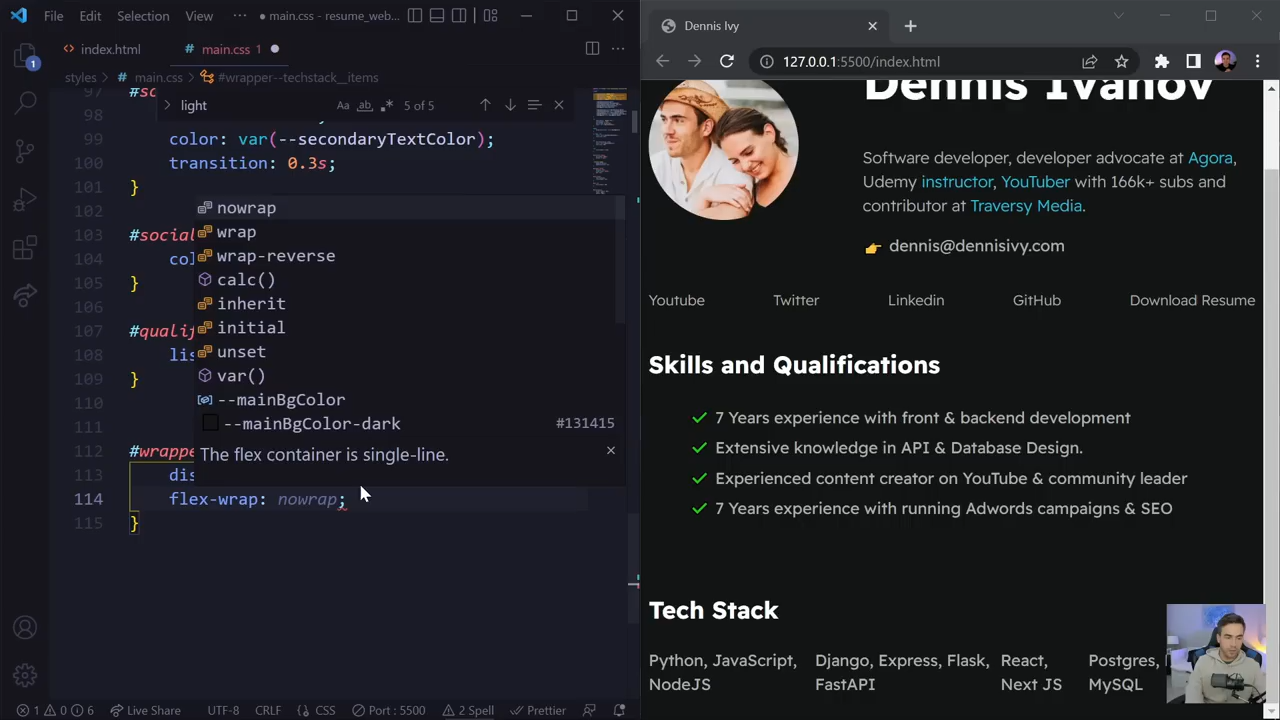 File Edit Selection View ··· ● main.css - resume_web...
index.html # main.css 1 ●
styles > # main.css > #wrapper--techstack__items
97 #sc
light
5 of 5
99 color: var(--secondaryTextColor);
100 transition: 0.3s;
101 }
102
nowrap
103 #social
wrap
104 col
wrap-reverse
105 }
calc()
106
inherit
107 #qualif
initial
108 lis
unset
109 }
var()
110
--mainBgColor
111
--mainBgColor-dark #131415
112 #wrappe
The flex container is single-line.
113 dis
114 flex-wrap: nowrap;
115 }
1 0 6 Live Share UTF-8 CRLF {} CSS Port : 5500 2 Spell Prettier
Dennis Ivy
127.0.0.1:5500/index.html
Dennis Ivanov
Software developer, developer advocate at Agora,
Udemy instructor, YouTuber with 166k+ subs and
contributor at Traversy Media.
👉 dennis@dennisivy.com
Youtube Twitter Linkedin GitHub Download Resume
Skills and Qualifications
7 Years experience with front & backend development
Extensive knowledge in API & Database Design.
Experienced content creator on YouTube & community leader
7 Years experience with running Adwords campaigns & SEO
Tech Stack
Python, JavaScript,
NodeJS
Django, Express, Flask,
FastAPI
React,
Next JS
Postgres,
MySQL